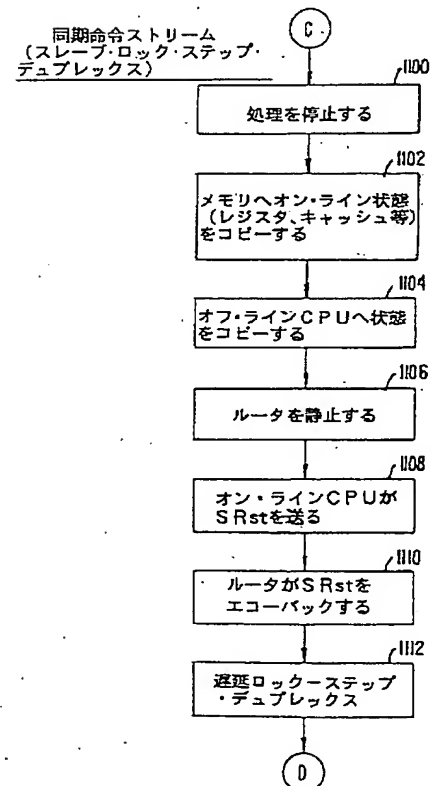 同期命令ストリーム
(スレーブ・ロック・ステップ・
デュプレックス)
C
1100
処理を停止する
1102
メモリへオン・ライン状態
(レジスタ、キャッシュ等)
をコピーする
1104
オフ・ラインCPUへ状態
をコピーする
1106
ルータを静止する
1108
オン・ラインCPUが
SRstを送る
1110
ルータがSRstを
エコーバックする
1112
遅延ロックーステップ
・デュプレックス
D